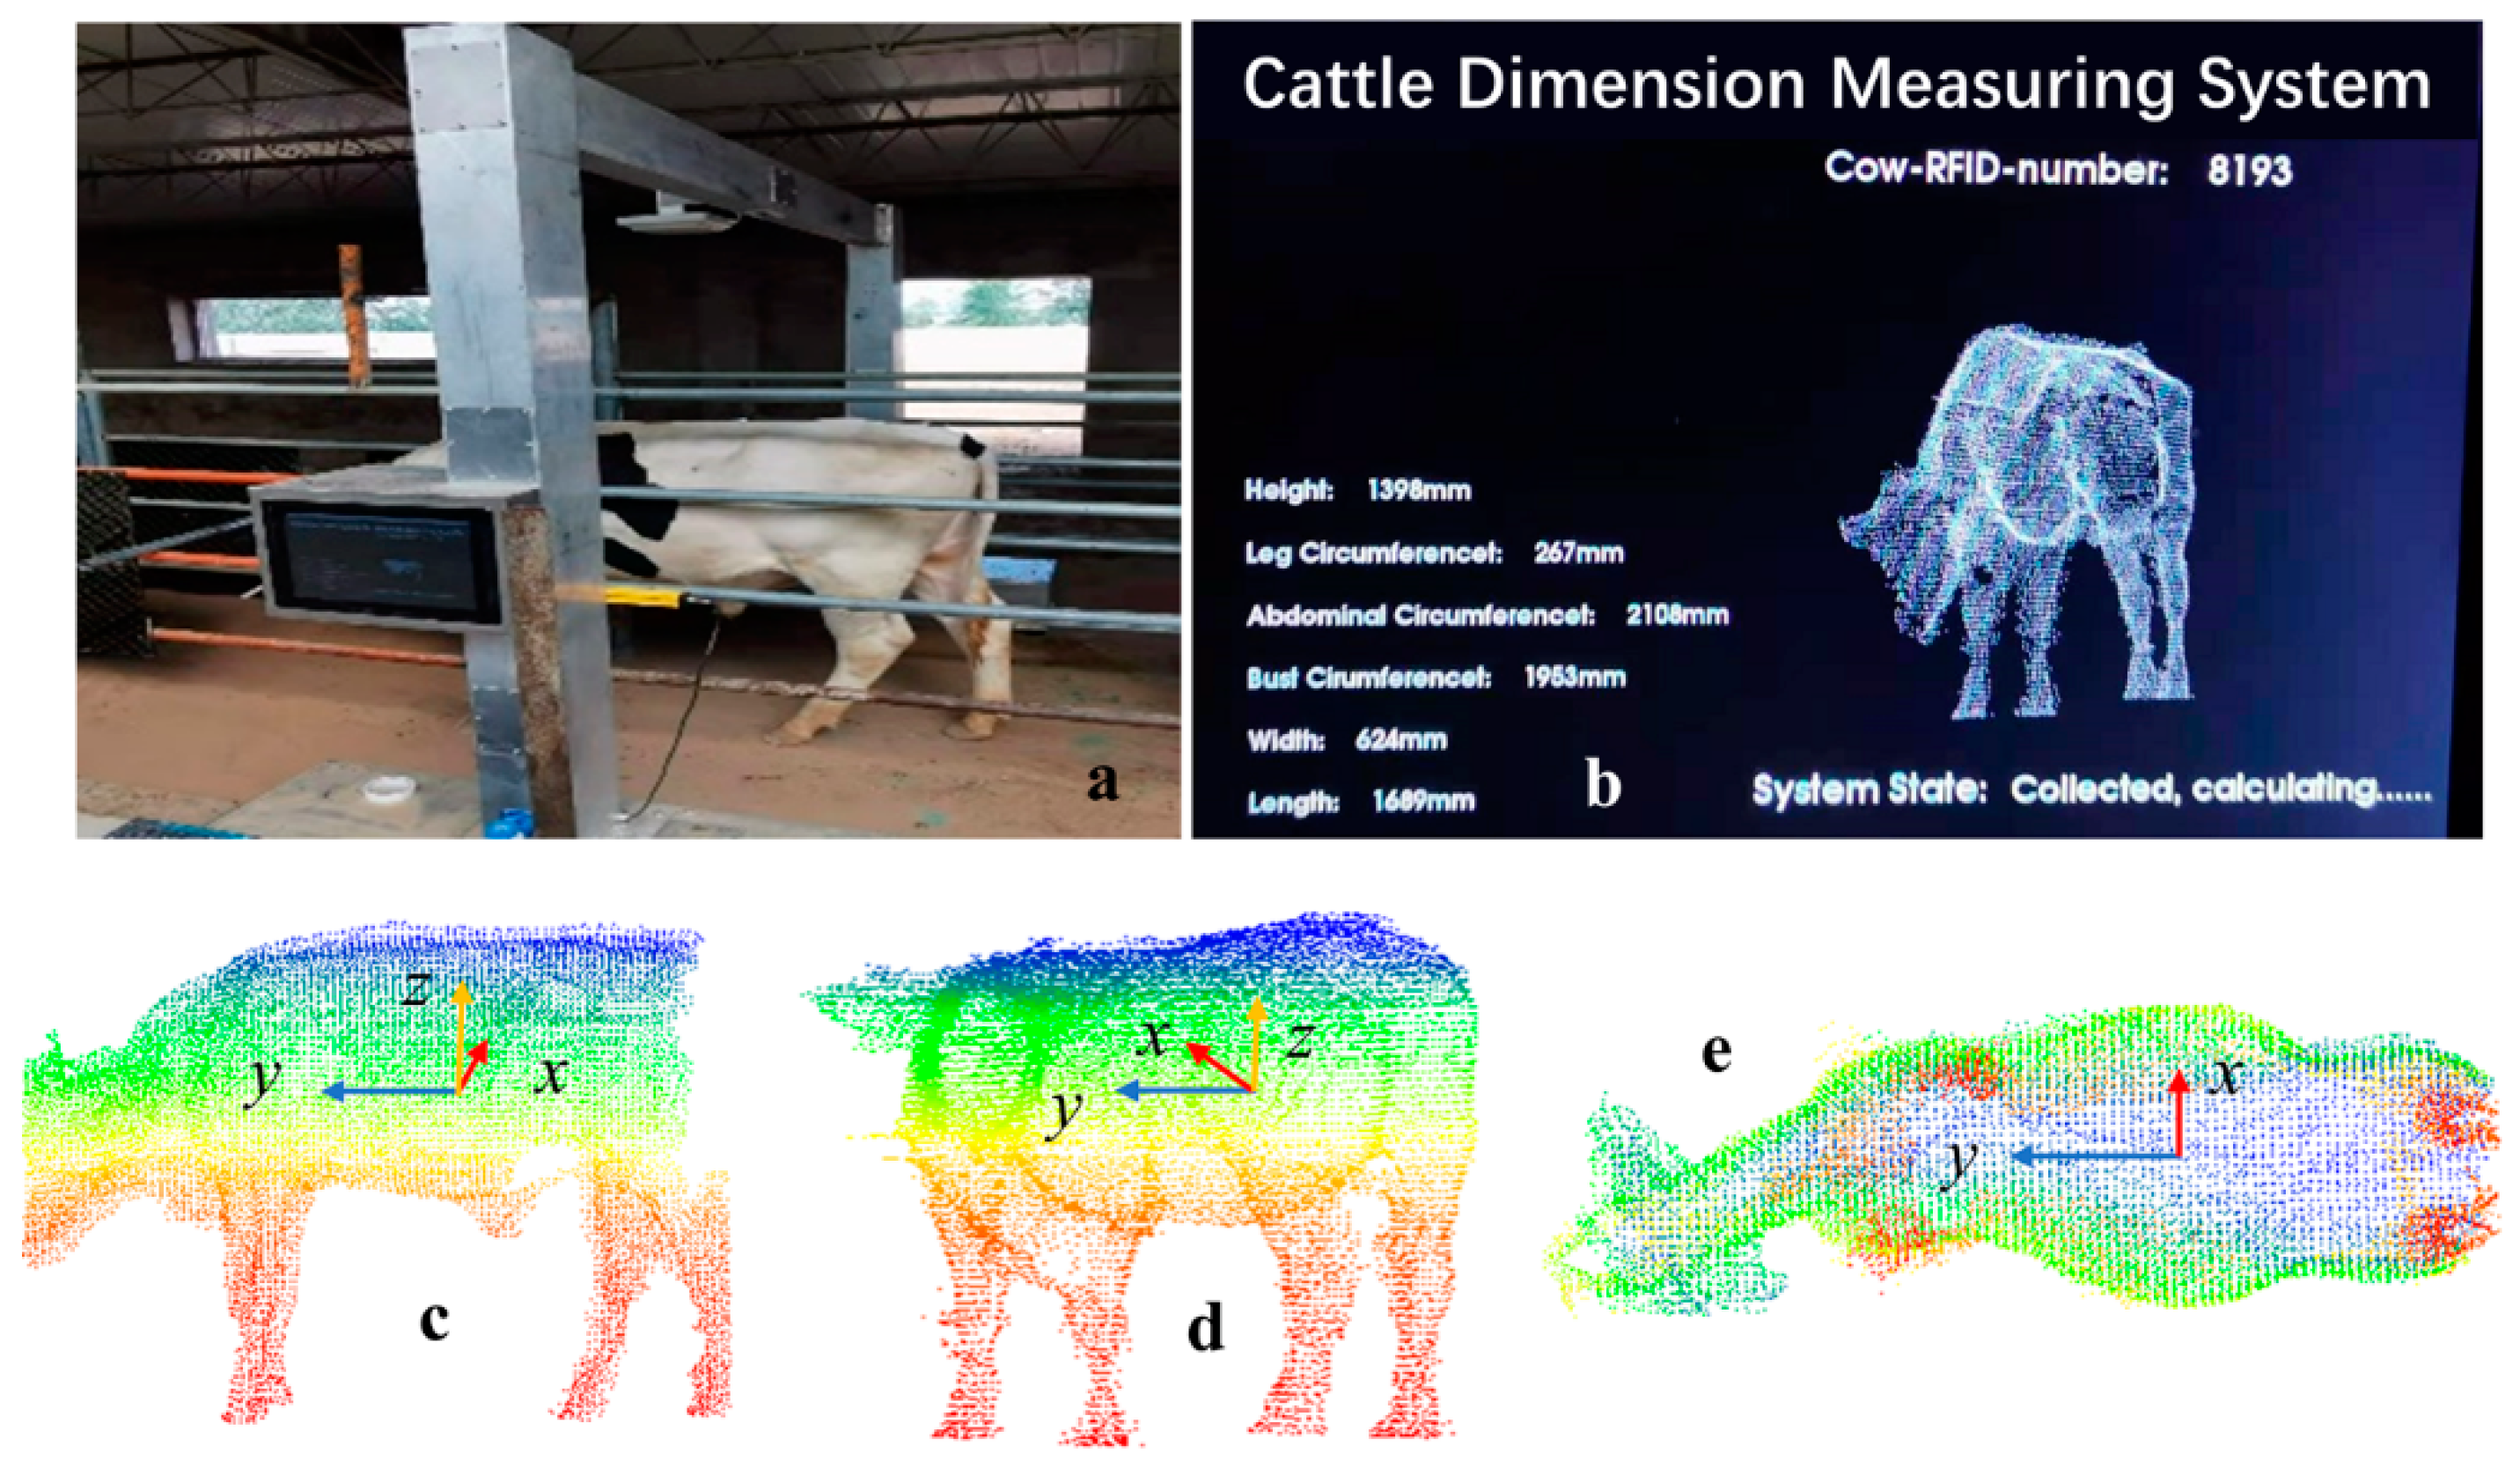 Cattle Dimension Measuring System
Cow-RFID-number: 8193
Height: 1398mm
Leg Circumferencet: 267mm
Abdominal Circumferencet: 2108mm
Bust Cirumferencet: 1953mm
Width: 624mm
Length: 1689mm
System State: Collected, calculating......
a
b
z
y
x
c
x
z
y
d
e
x
y